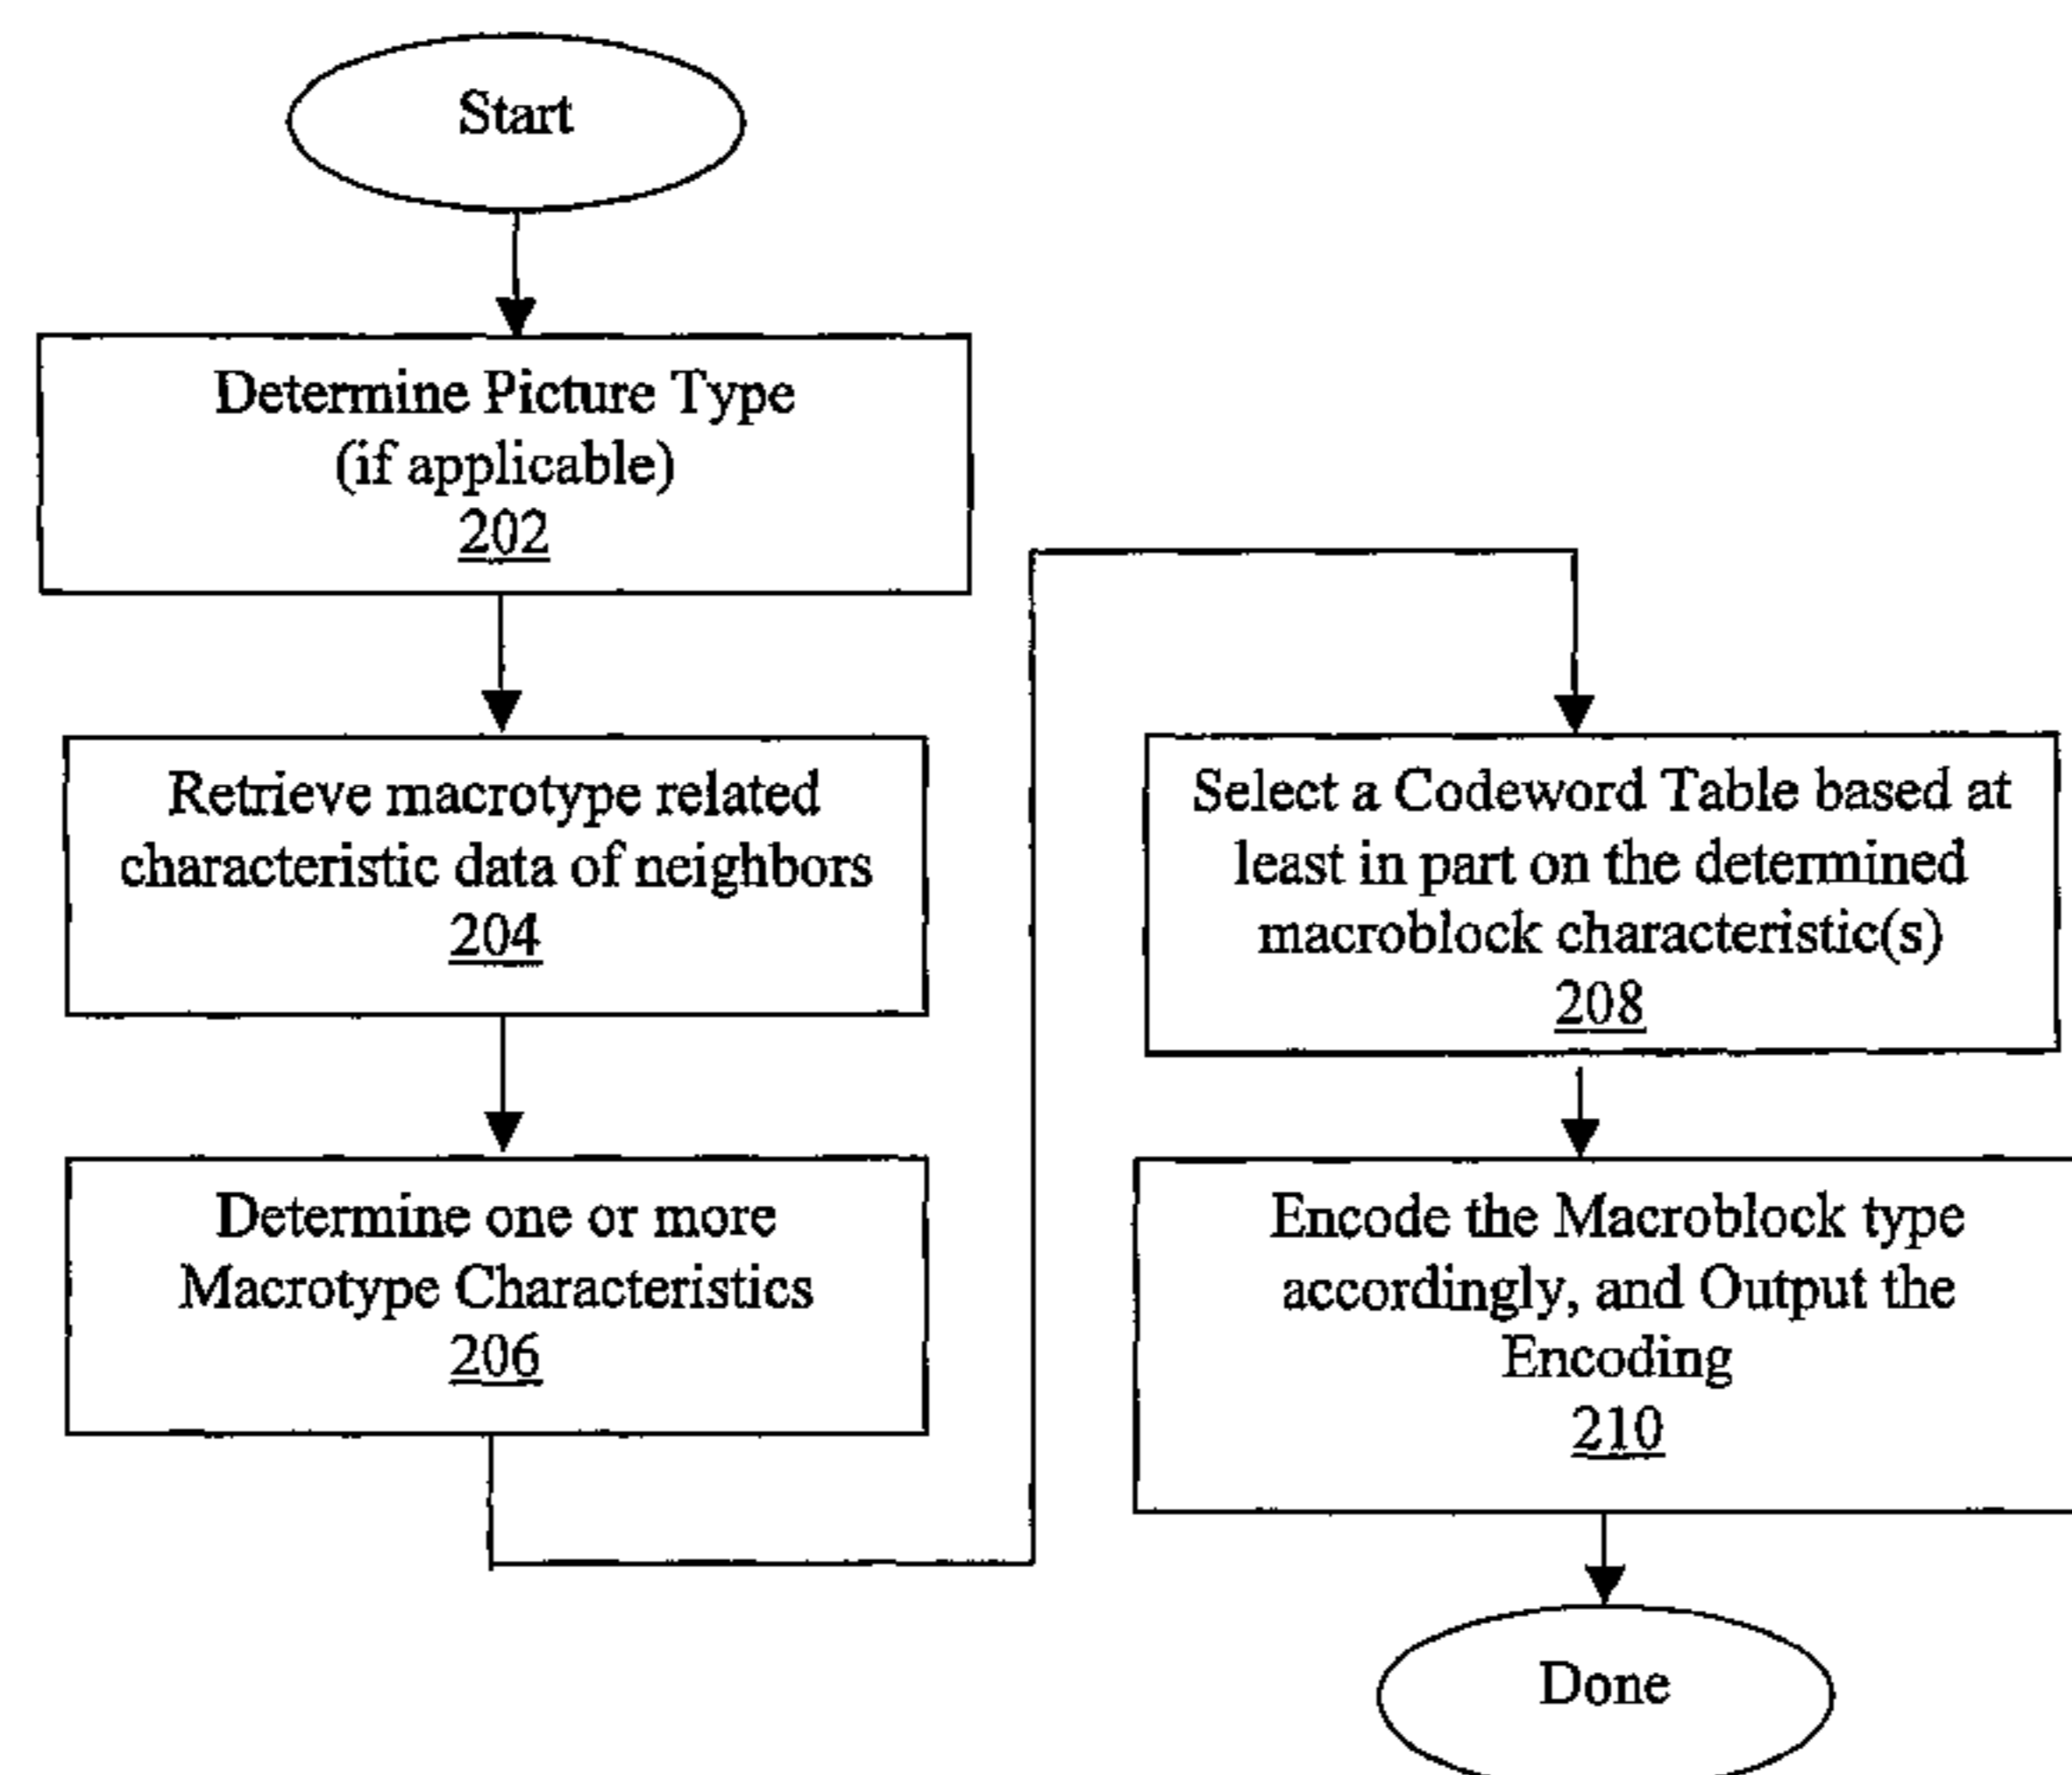 Start
Determine Picture Type
(if applicable)
202
Retrieve macrotype related
characteristic data of neighbors
204
Determine one or more
Macrotype Characteristics
206
Select a Codeword Table based at
least in part on the determined
macroblock characteristic(s)
208
Encode the Macroblock type
accordingly, and Output the
Encoding
210
Done